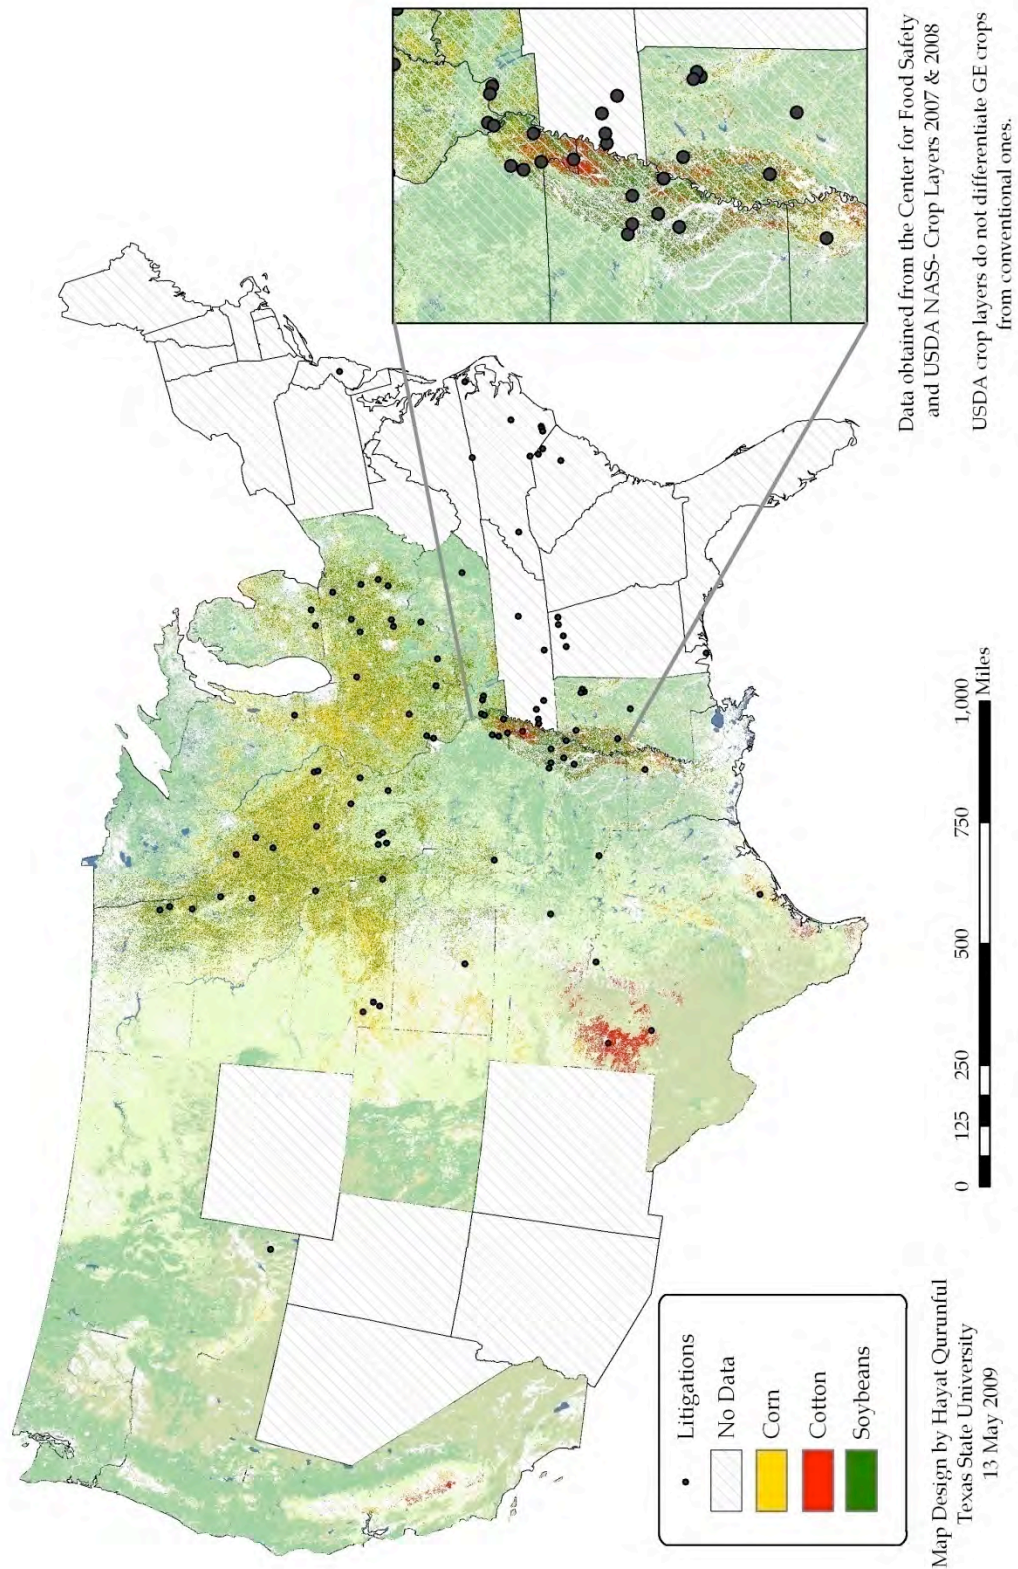 Litigations
No Data
Corn
Cotton
Soybeans
Map Design by Hayat Qurunful
Texas State University
13 May 2009
0 125 250 500 750 1,000
Miles
Data obtained from the Center for Food Safety
and USDA NASS- Crop Layers 2007 & 2008
USDA crop layers do not differentiate GE crops
from conventional ones.